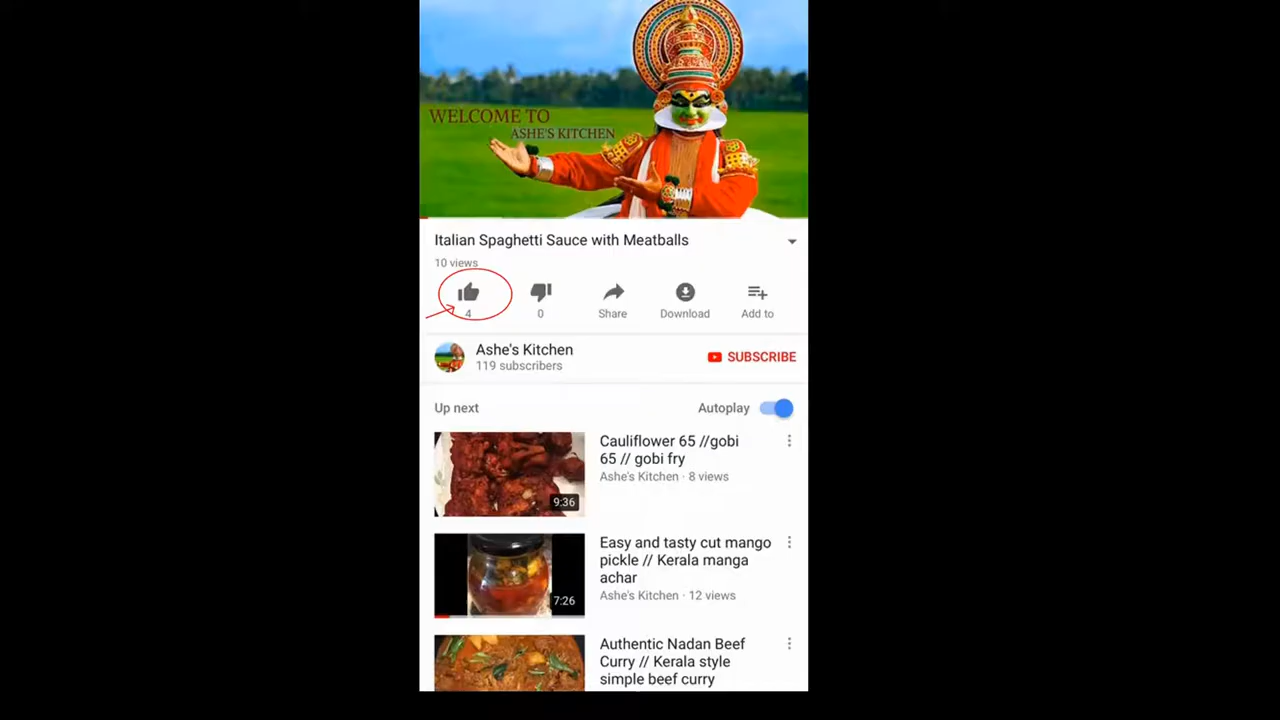 WELCOME TO
ASHE'S KITCHEN
Italian Spaghetti Sauce with Meatballs
10 views
4
0
Share
Download
Add to
Ashe's Kitchen
119 subscribers
SUBSCRIBE
Up next
Autoplay
Cauliflower 65 //gobi
65 // gobi fry
Ashe's Kitchen · 8 views
9:36
Easy and tasty cut mango
pickle // Kerala manga
achar
Ashe's Kitchen · 12 views
7:26
Authentic Nadan Beef
Curry // Kerala style
simple beef curry